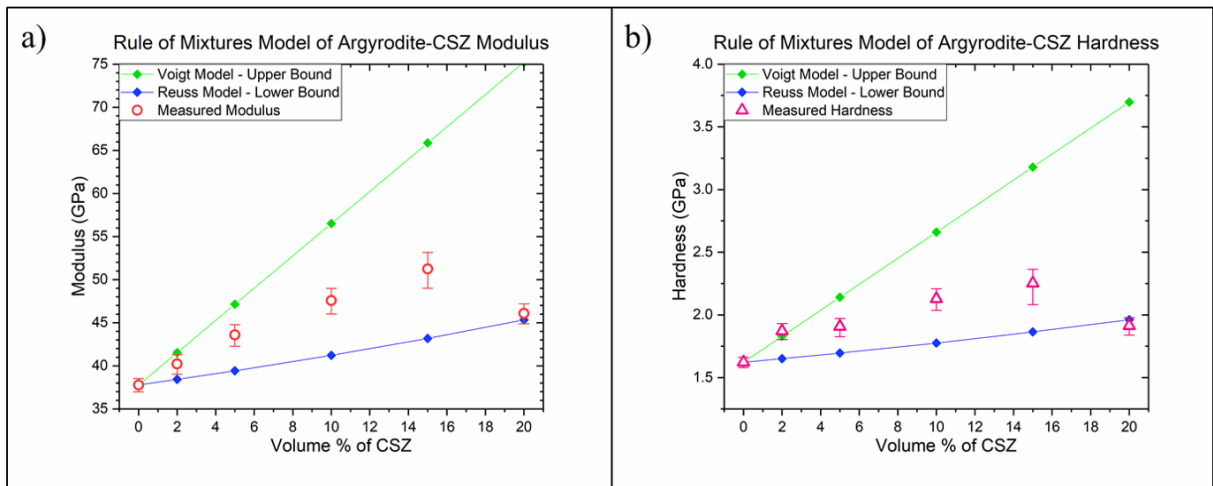 a)
Rule of Mixtures Model of Argyrodite-CSZ Modulus
75
70
65
60
55
50
45
40
35
Modulus (GPa)
Voigt Model - Upper Bound
Reuss Model - Lower Bound
Measured Modulus
0 2 4 6 8 10 12 14 16 18 20
Volume % of CSZ
b)
Rule of Mixtures Model of Argyrodite-CSZ Hardness
4.0
3.5
3.0
2.5
2.0
1.5
Hardness (GPa)
Voigt Model - Upper Bound
Reuss Model - Lower Bound
Measured Hardness
0 2 4 6 8 10 12 14 16 18 20
Volume % of CSZ